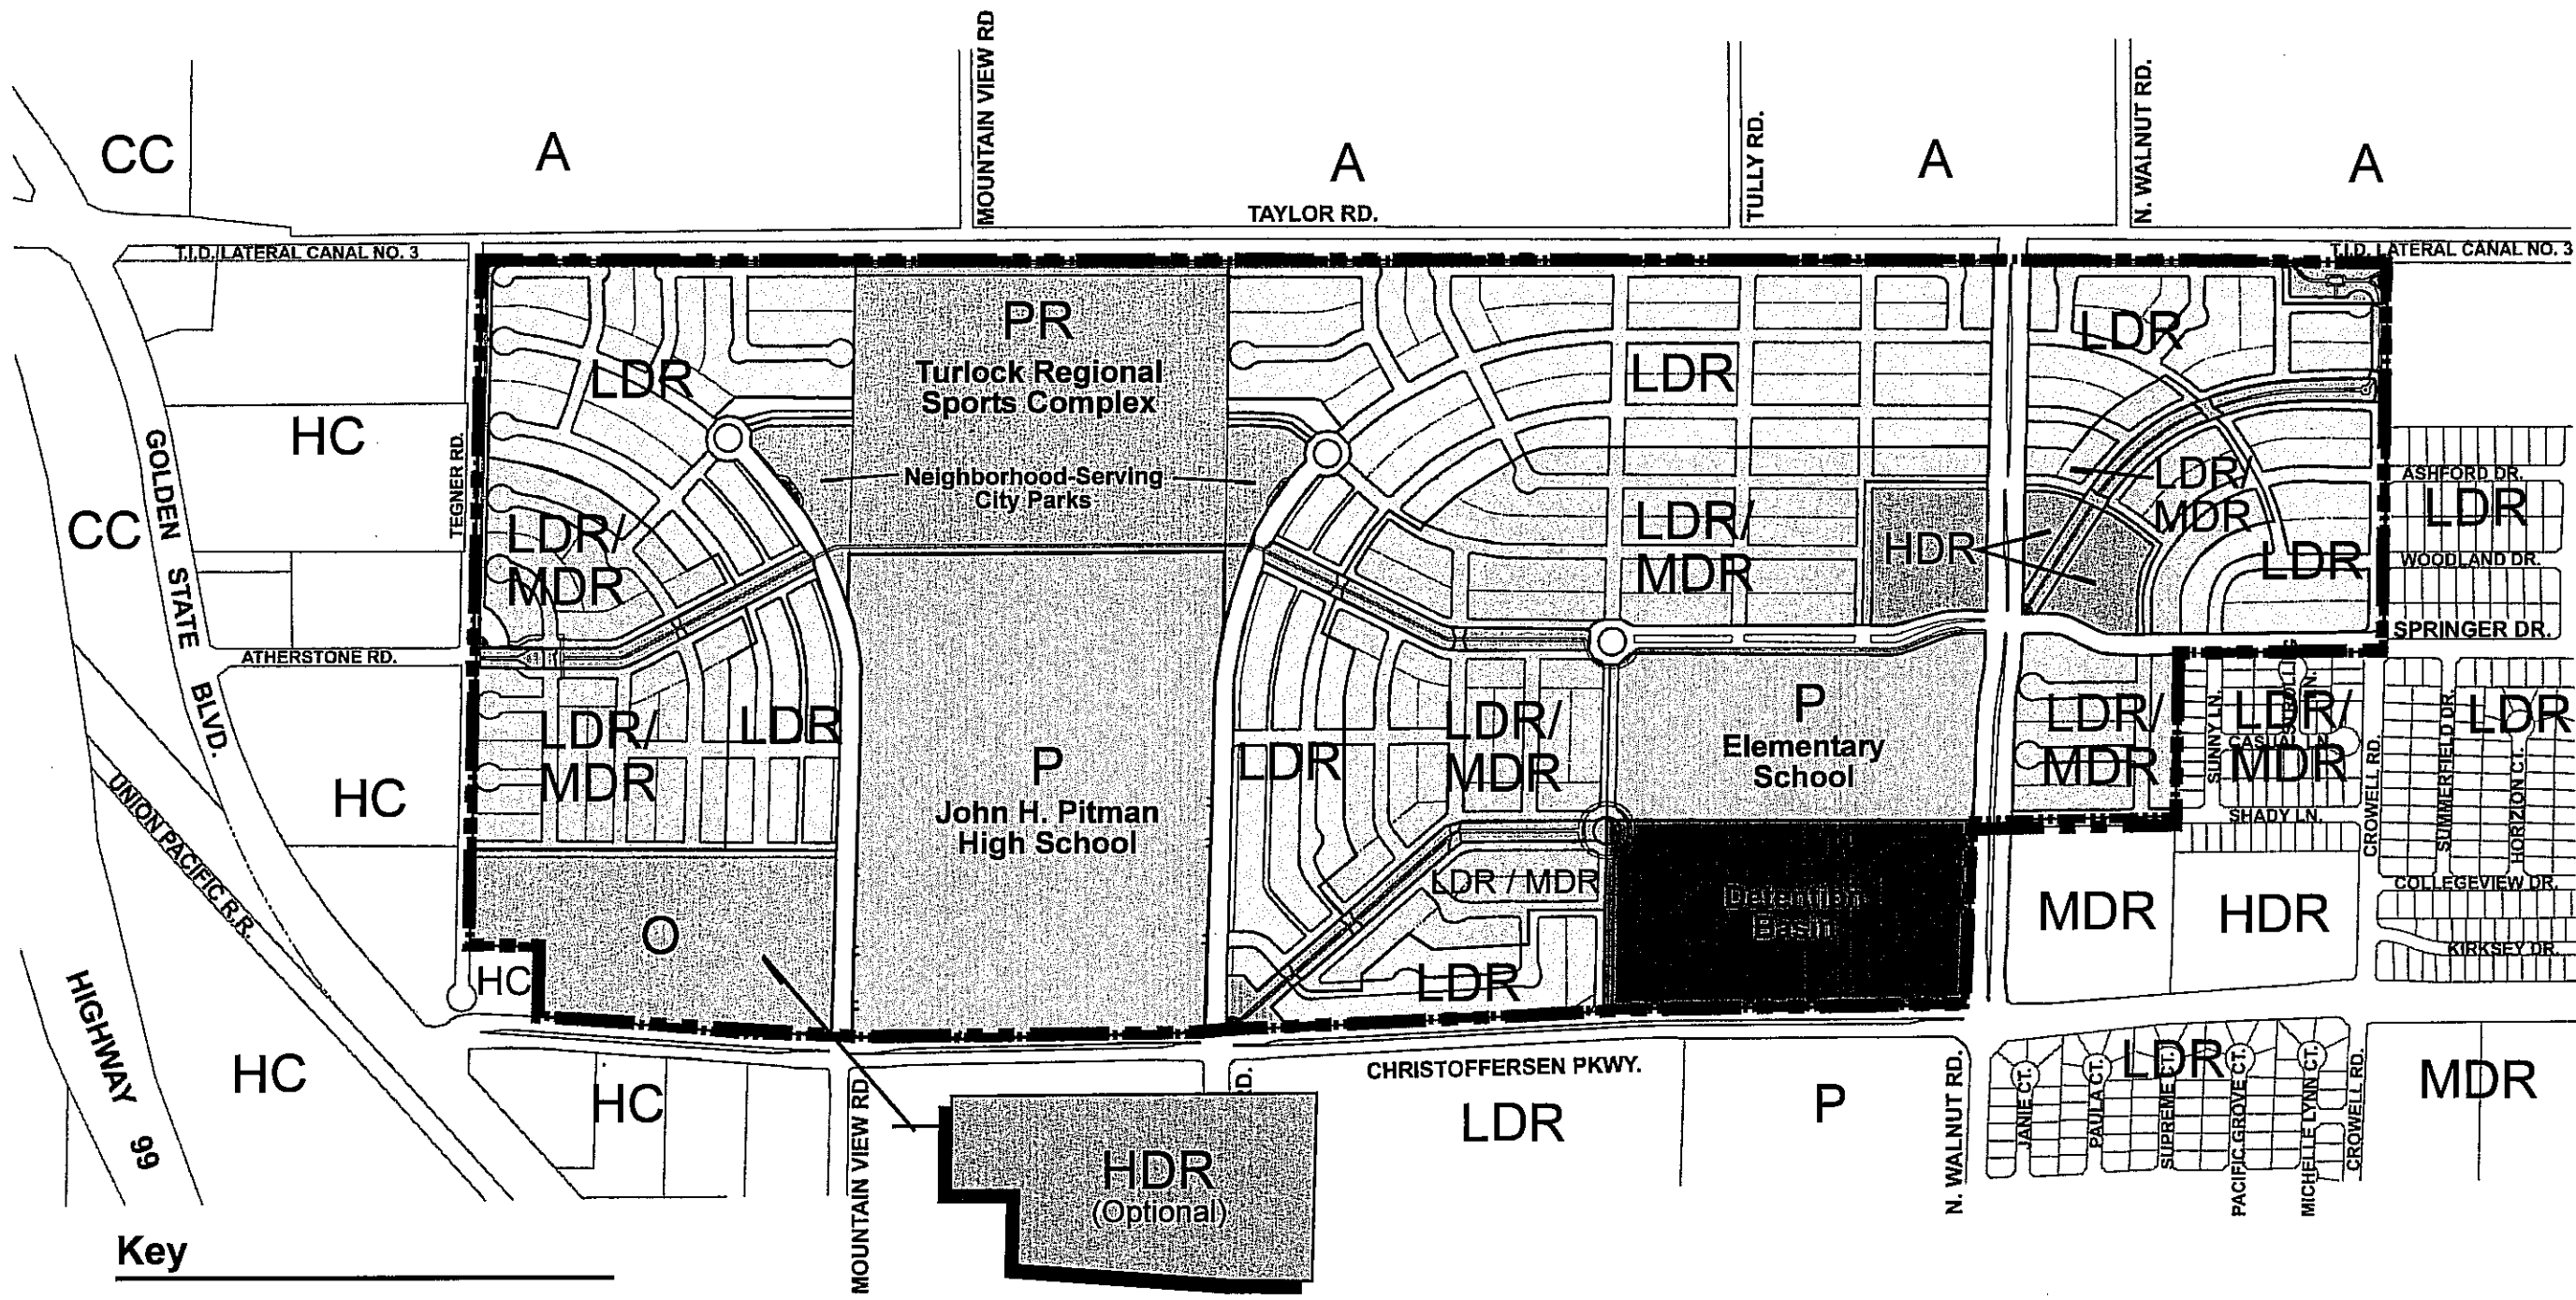 MOUNTAIN VIEW RD
TULLY RD.
N. WALNUT RD.
CC
A
A
A
A
TAYLOR RD.
T.I.D. LATERAL CANAL NO. 3
T.I.D. LATERAL CANAL NO. 3
PR
Turlock Regional
Sports Complex
LDR
LDR
LDR
HC
GOLDEN STATE BLVD.
TEGNER RD.
Neighborhood-Serving
City Parks
LDR/
MDR
ASHFORD DR.
LDR
CC
LDR/
MDR
LDR/
MDR
HDR
LDR
WOODLAND DR.
SPRINGER DR.
ATHERSTONE RD.
LDR/
MDR
LDR
P
John H. Pitman
High School
LDR
LDR/
MDR
P
Elementary
School
LDR/
MDR
SUNNY LN.
LDR/
MDR
CASUAL LN.
SHADY LN.
CROWELL RD.
SUMMERFIELD DR.
HORIZON CT.
LDR
HC
UNION PACIFIC R.R.
COLLEGEVIEW DR.
KIRKSEY DR.
LDR / MDR
Detention
Basin
MDR
HDR
O
HC
LDR
HIGHWAY 99
HC
HC
CHRISTOFFERSEN PKWY.
MOUNTAIN VIEW RD.
RD.
LDR
P
N. WALNUT RD.
LDR
JANIE CT.
PAULA CT.
SUPREME CT.
PACIFIC GROVE CT.
MICHELLE LYNN CT.
CROWELL RD.
MDR
HDR
(Optional)
Key